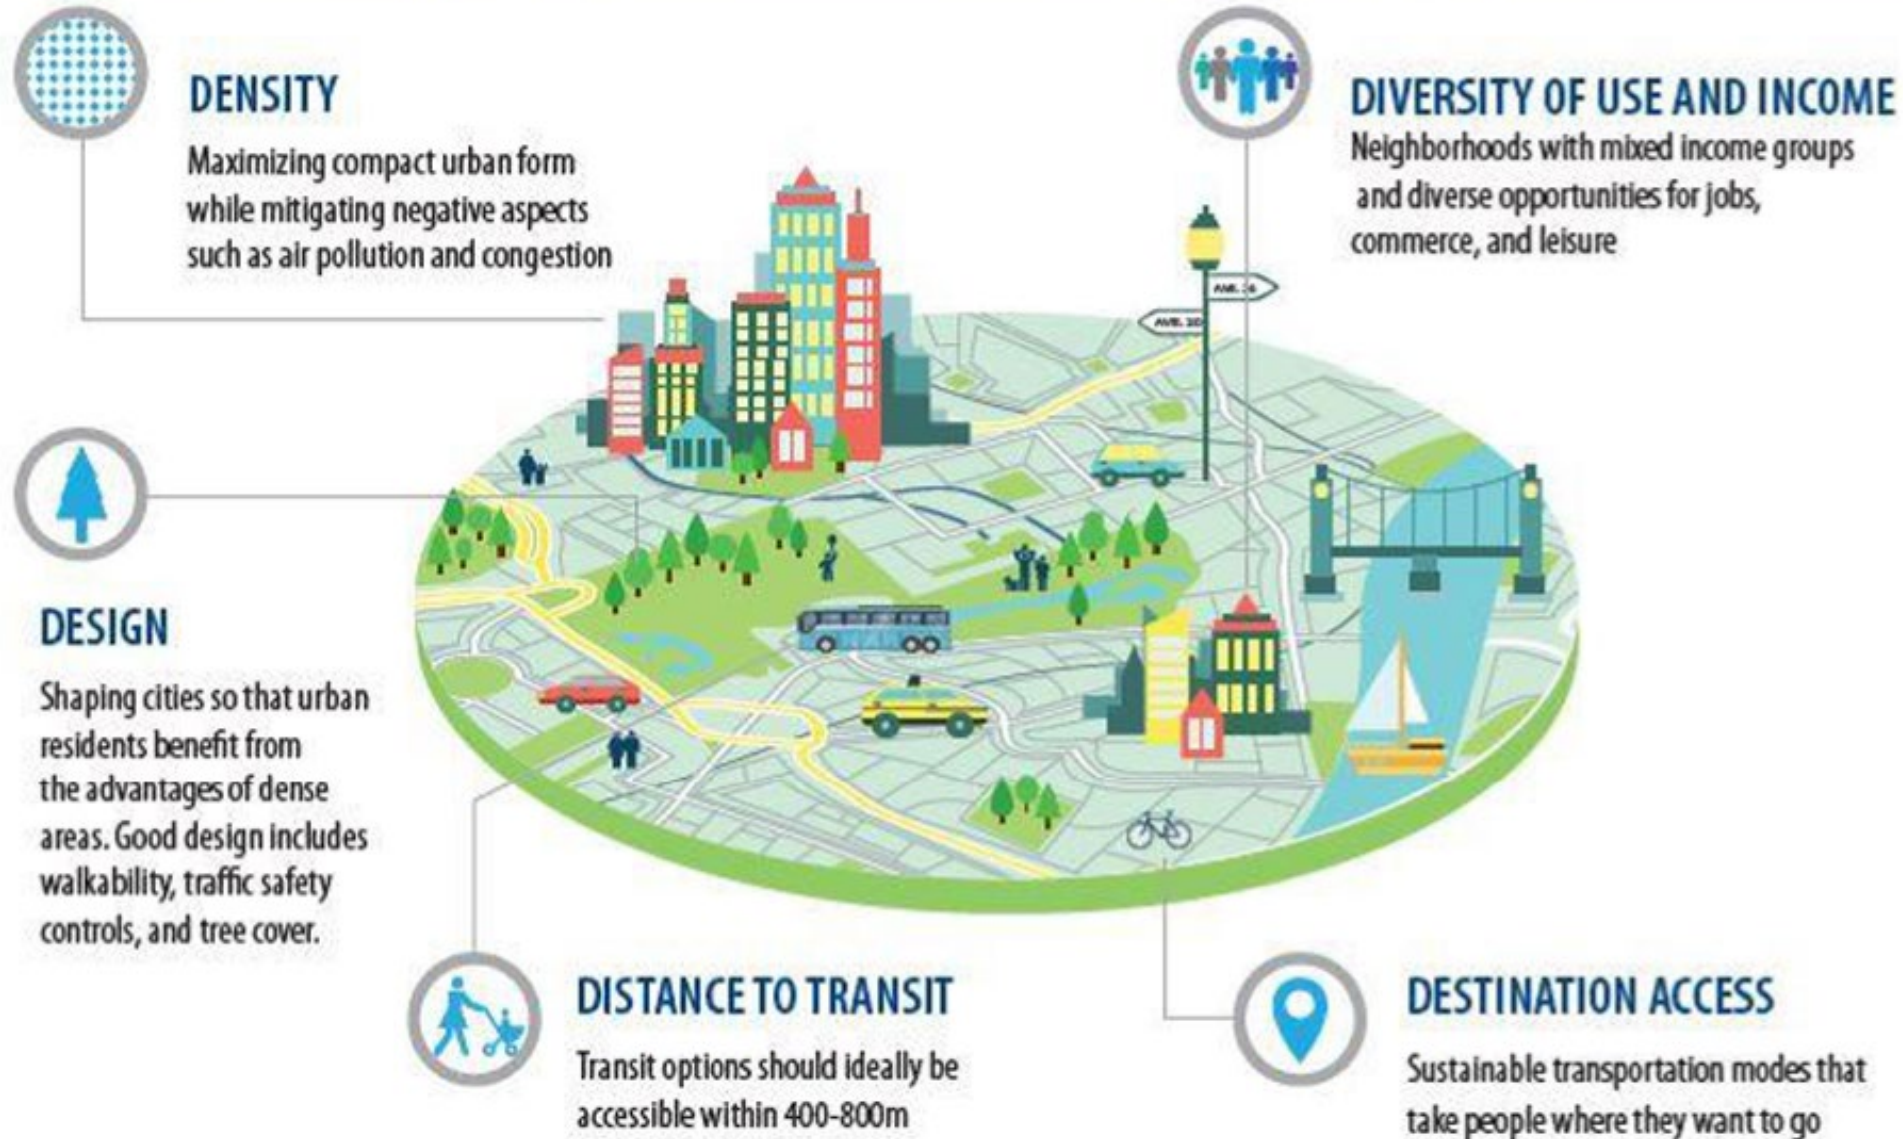 DENSITY
Maximizing compact urban form
while mitigating negative aspects
such as air pollution and congestion
DIVERSITY OF USE AND INCOME
Neighborhoods with mixed income groups
and diverse opportunities for jobs,
commerce, and leisure
AVE.
AVE. 20
DESIGN
Shaping cities so that urban
residents benefit from
the advantages of dense
areas. Good design includes
walkability, traffic safety
controls, and tree cover.
DISTANCE TO TRANSIT
Transit options should ideally be
accessible within 400-800m
DESTINATION ACCESS
Sustainable transportation modes that
take people where they want to go